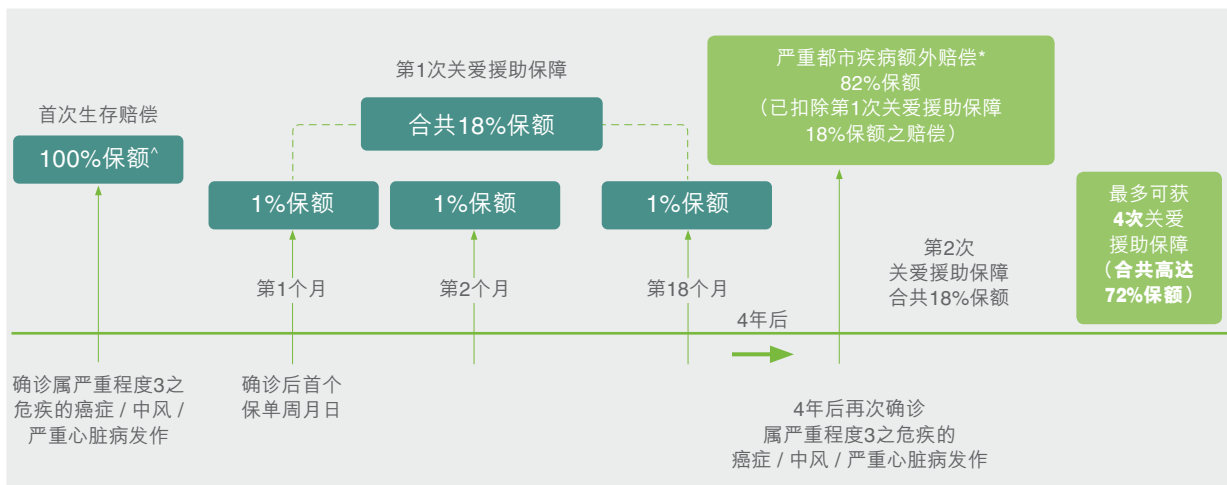 首次生存赔偿
100%保额^
第1次关爱援助保障
合共18%保额
1%保额
1%保额
1%保额
第1个月
第2个月
第18个月
4年后
严重都市疾病额外赔偿*
82%保额
（已扣除第1次关爱援助保障
18%保额之赔偿）
第2次
关爱援助保障
合共18%保额
最多可获
4次关爱
援助保障
（合共高达
72%保额）
确诊属严重程度3之
危疾的癌症 / 中风 /
严重心脏病发作
确诊后首个
保单周月日
4年后再次确诊
属严重程度3之危疾的
癌症 / 中风 / 严重心脏病发作